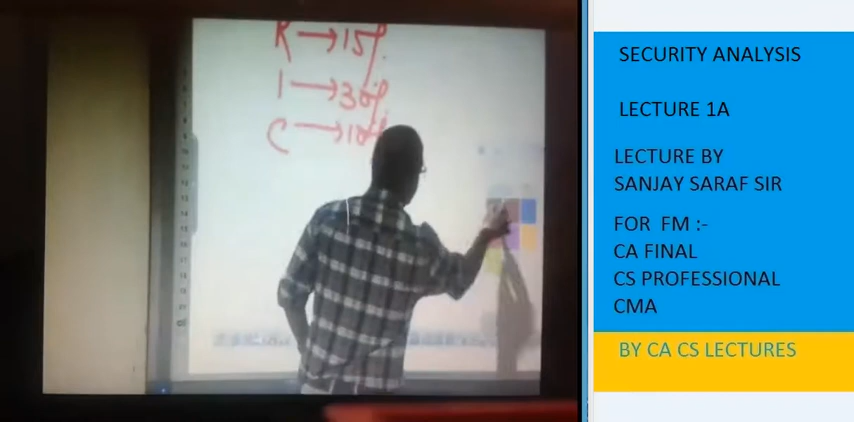 R → 15%
I → 30%
C → 10%
SECURITY ANALYSIS
LECTURE 1A
LECTURE BY
SANJAY SARAF SIR
FOR FM :-
CA FINAL
CS PROFESSIONAL
CMA
BY CA CS LECTURES